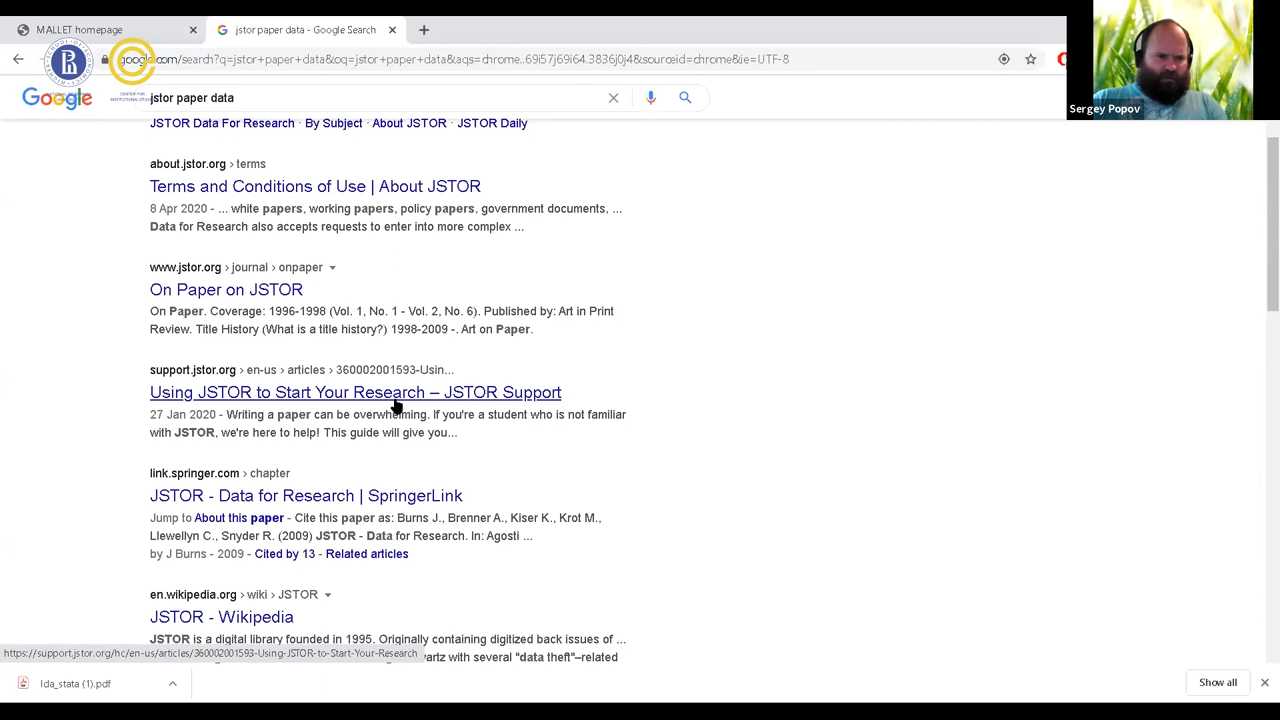 MALLET homepage
jstor paper data - Google Search
google.com/search?q=jstor+paper+data&oq=jstor+paper+data&aqs=chrome..69i57j69i64.3836j0j4&sourceid=chrome&ie=UTF-8
Sergey Popov
Google
jstor paper data
JSTOR Data For Research · By Subject · About JSTOR · JSTOR Daily
about.jstor.org › terms
Terms and Conditions of Use | About JSTOR
8 Apr 2020 - ... white papers, working papers, policy papers, government documents, ...
Data for Research also accepts requests to enter into more complex ...
www.jstor.org › journal › onpaper
On Paper on JSTOR
On Paper. Coverage: 1996-1998 (Vol. 1, No. 1 - Vol. 2, No. 6). Published by: Art in Print
Review. Title History (What is a title history?) 1998-2009 -. Art on Paper.
support.jstor.org › en-us › articles › 360002001593-Usin...
Using JSTOR to Start Your Research – JSTOR Support
27 Jan 2020 - Writing a paper can be overwhelming. If you're a student who is not familiar
with JSTOR, we're here to help! This guide will give you...
link.springer.com › chapter
JSTOR - Data for Research | SpringerLink
Jump to About this paper - Cite this paper as: Burns J., Brenner A., Kiser K., Krot M.,
Llewellyn C., Snyder R. (2009) JSTOR - Data for Research. In: Agosti ...
by J Burns - 2009 - Cited by 13 - Related articles
en.wikipedia.org › wiki › JSTOR
JSTOR - Wikipedia
JSTOR is a digital library founded in 1995. Originally containing digitized back issues of ...
wartz with several "data theft"–related
https://support.jstor.org/hc/en-us/articles/360002001593-Using-JSTOR-to-Start-Your-Research
lda_stata (1).pdf
Show all